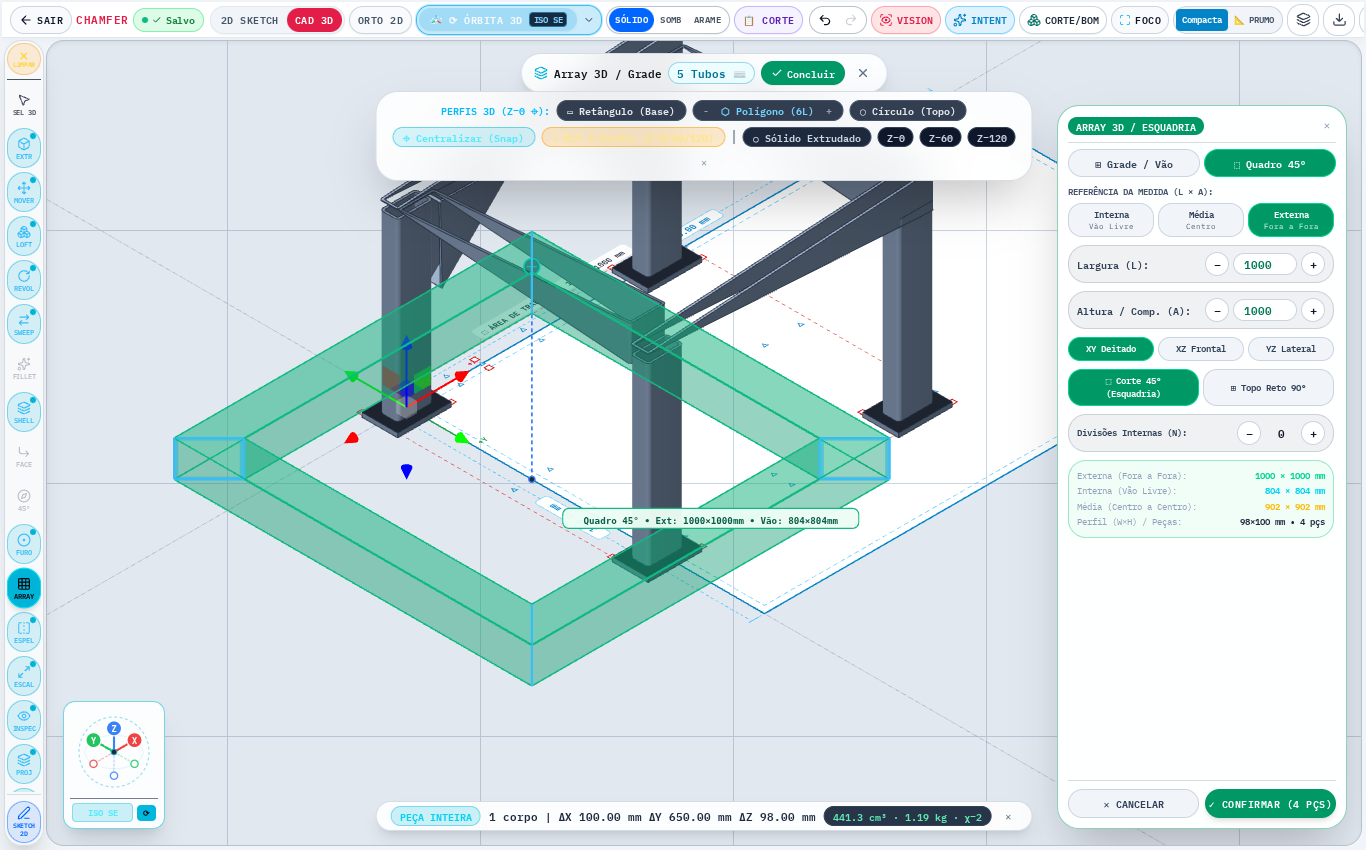 SAIR
CHAMFER
✓ Salvo
2D SKETCH
CAD 3D
ORTO 2D
⟳ ÓRBITA 3D
ISO SE
SÓLIDO
SOMB
ARAME
CORTE
VISION
INTENT
CORTE/BOM
FOCO
Compacta
PRUMO
LIMPAR
SEL 3D
EXTR
MOVER
LOFT
REVOL
SWEEP
FILLET
SHELL
FACE
45°
FURO
ARRAY
ESPEL
ESCAL
INSPEC
PROJ
SKETCH
2D
Array 3D / Grade
5 Tubos
✓ Concluir
✕
PERFIS 3D (Z=0 ⌖):
▭ Retângulo (Base)
- ⬡ Polígono (6L) +
○ Círculo (Topo)
⌖ Centralizar (Snap)
○ Sólido Extrudado
Z=0
Z=60
Z=120
×
Quadro 45° • Ext: 1000×1000mm • Vão: 804×804mm
+X
+Y
ARRAY 3D / ESQUADRIA
×
⊞ Grade / Vão
⬚ Quadro 45°
REFERÊNCIA DA MEDIDA (L × A):
Interna
Vão Livre
Média
Centro
Externa
Fora a Fora
Largura (L):
− 1000 +
Altura / Comp. (A):
− 1000 +
XY Deitado
XZ Frontal
YZ Lateral
⬚ Corte 45°
(Esquadria)
⊞ Topo Reto 90°
Divisões Internas (N):
− 0 +
Externa (Fora a Fora): 1000 × 1000 mm
Interna (Vão Livre): 804 × 804 mm
Média (Centro a Centro): 902 × 902 mm
Perfil (W×H) / Peças: 98×100 mm • 4 pçs
✕ CANCELAR
✓ CONFIRMAR (4 PÇS)
Z
Y
X
ISO SE
⟳
PEÇA INTEIRA
1 corpo | ΔX 100.00 mm ΔY 650.00 mm ΔZ 98.00 mm
441.3 cm³ · 1.19 kg · χ=2
×